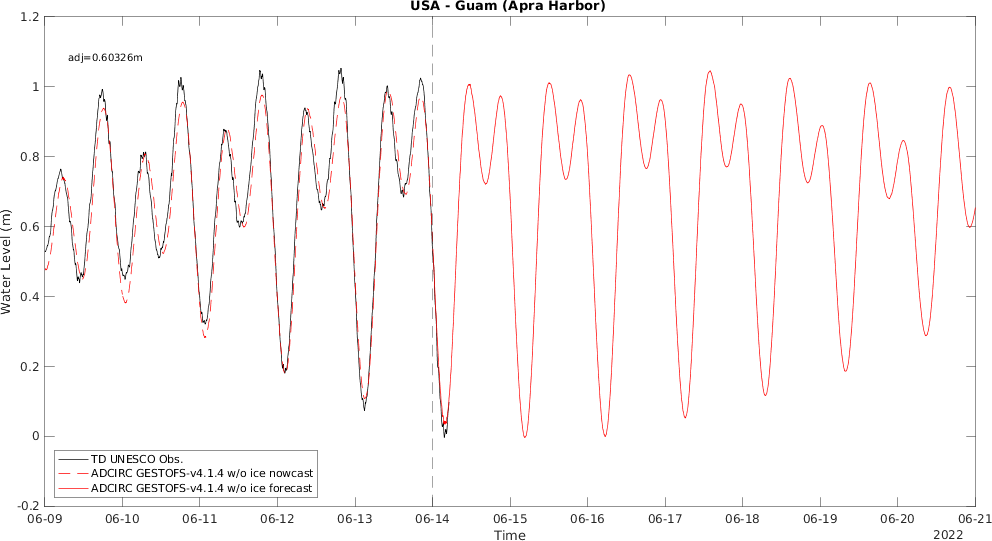 USA - Guam (Apra Harbor)
1.2
1
0.8
0.6
0.4
0.2
0
-0.2
Water Level (m)
adj=0.60326m
TD UNESCO Obs.
ADCIRC GESTOFS-v4.1.4 w/o ice nowcast
ADCIRC GESTOFS-v4.1.4 w/o ice forecast
06-09 06-10 06-11 06-12 06-13 06-14 06-15 06-16 06-17 06-18 06-19 06-20 06-21
Time
2022